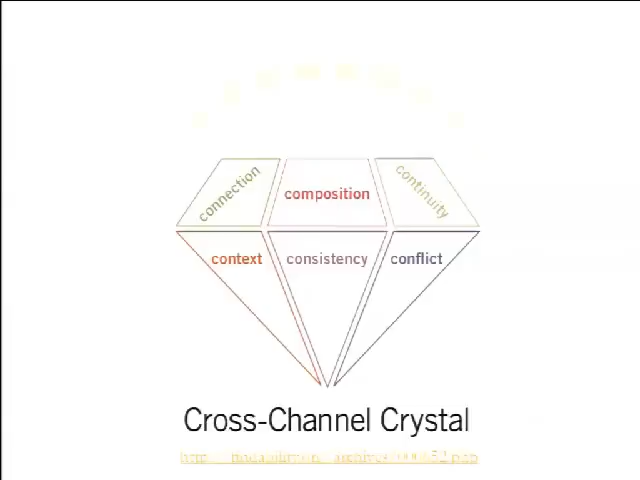 connection
composition
continuity
context
consistency
conflict
Cross-Channel Crystal